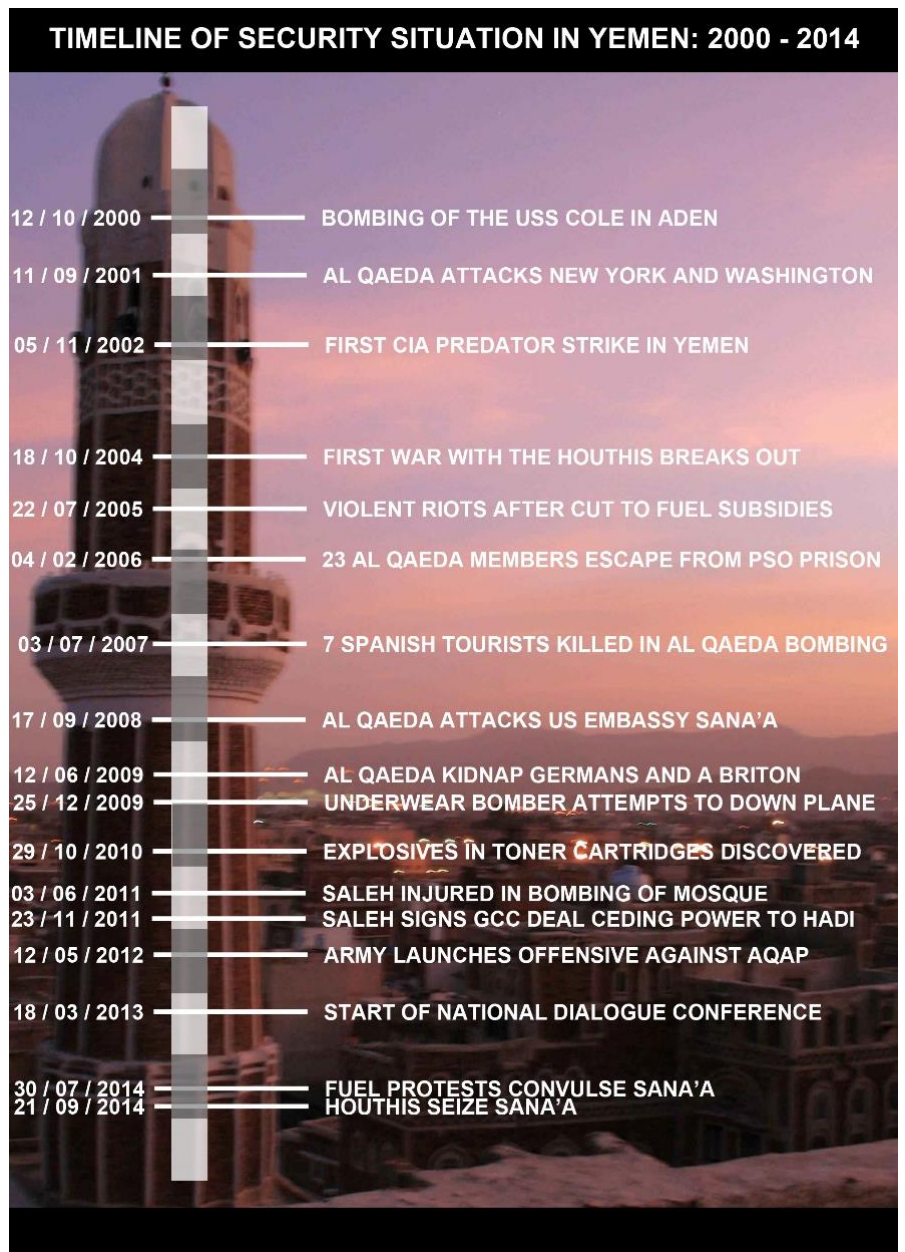 TIMELINE OF SECURITY SITUATION IN YEMEN: 2000 - 2014
12 / 10 / 2000 BOMBING OF THE USS COLE IN ADEN
11 / 09 / 2001 AL QAEDA ATTACKS NEW YORK AND WASHINGTON
05 / 11 / 2002 FIRST CIA PREDATOR STRIKE IN YEMEN
18 / 10 / 2004 FIRST WAR WITH THE HOUTHIS BREAKS OUT
22 / 07 / 2005 VIOLENT RIOTS AFTER CUT TO FUEL SUBSIDIES
04 / 02 / 2006 23 AL QAEDA MEMBERS ESCAPE FROM PSO PRISON
03 / 07 / 2007 7 SPANISH TOURISTS KILLED IN AL QAEDA BOMBING
17 / 09 / 2008 AL QAEDA ATTACKS US EMBASSY SANA'A
12 / 06 / 2009 AL QAEDA KIDNAP GERMANS AND A BRITON
25 / 12 / 2009 UNDERWEAR BOMBER ATTEMPTS TO DOWN PLANE
29 / 10 / 2010 EXPLOSIVES IN TONER CARTRIDGES DISCOVERED
03 / 06 / 2011 SALEH INJURED IN BOMBING OF MOSQUE
23 / 11 / 2011 SALEH SIGNS GCC DEAL CEDING POWER TO HADI
12 / 05 / 2012 ARMY LAUNCHES OFFENSIVE AGAINST AQAP
18 / 03 / 2013 START OF NATIONAL DIALOGUE CONFERENCE
30 / 07 / 2014 FUEL PROTESTS CONVULSE SANA'A
21 / 09 / 2014 HOUTHIS SEIZE SANA'A